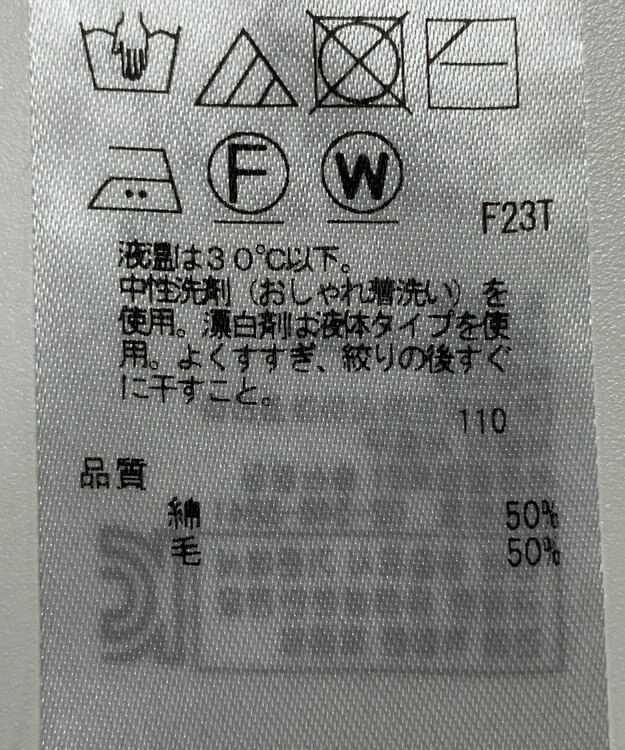 F W
F23T
液温は30℃以下。
中性洗剤（おしゃれ着洗い）を
使用。漂白剤は液体タイプを使
用。よくすすぎ、絞りの後すぐ
に干すこと。
110
品質
綿 50%
毛 50%